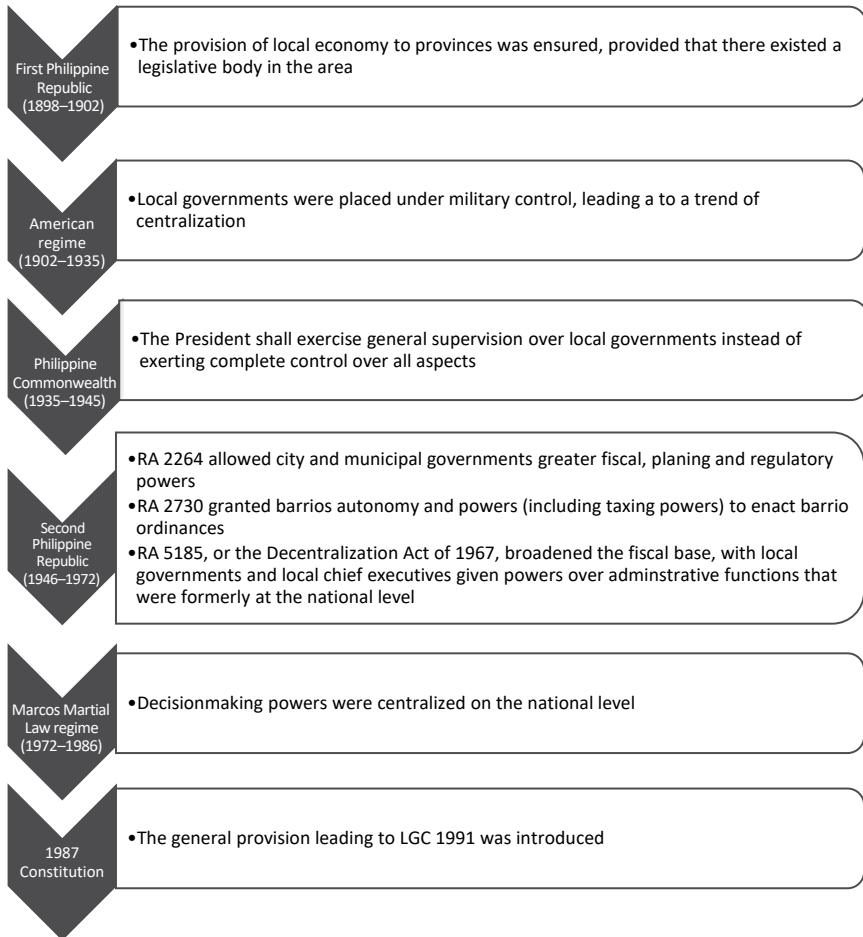 First Philippine
Republic
(1898–1902)
•The provision of local economy to provinces was ensured, provided that there existed a
legislative body in the area
American
regime
(1902–1935)
•Local governments were placed under military control, leading a to a trend of
centralization
Philippine
Commonwealth
(1935–1945)
•The President shall exercise general supervision over local governments instead of
exerting complete control over all aspects
Second
Philippine
Republic
(1946–1972)
•RA 2264 allowed city and municipal governments greater fiscal, planing and regulatory
powers
•RA 2730 granted barrios autonomy and powers (including taxing powers) to enact barrio
ordinances
•RA 5185, or the Decentralization Act of 1967, broadened the fiscal base, with local
governments and local chief executives given powers over adminstrative functions that
were formerly at the national level
Marcos Martial
Law regime
(1972–1986)
•Decisionmaking powers were centralized on the national level
1987
Constitution
•The general provision leading to LGC 1991 was introduced